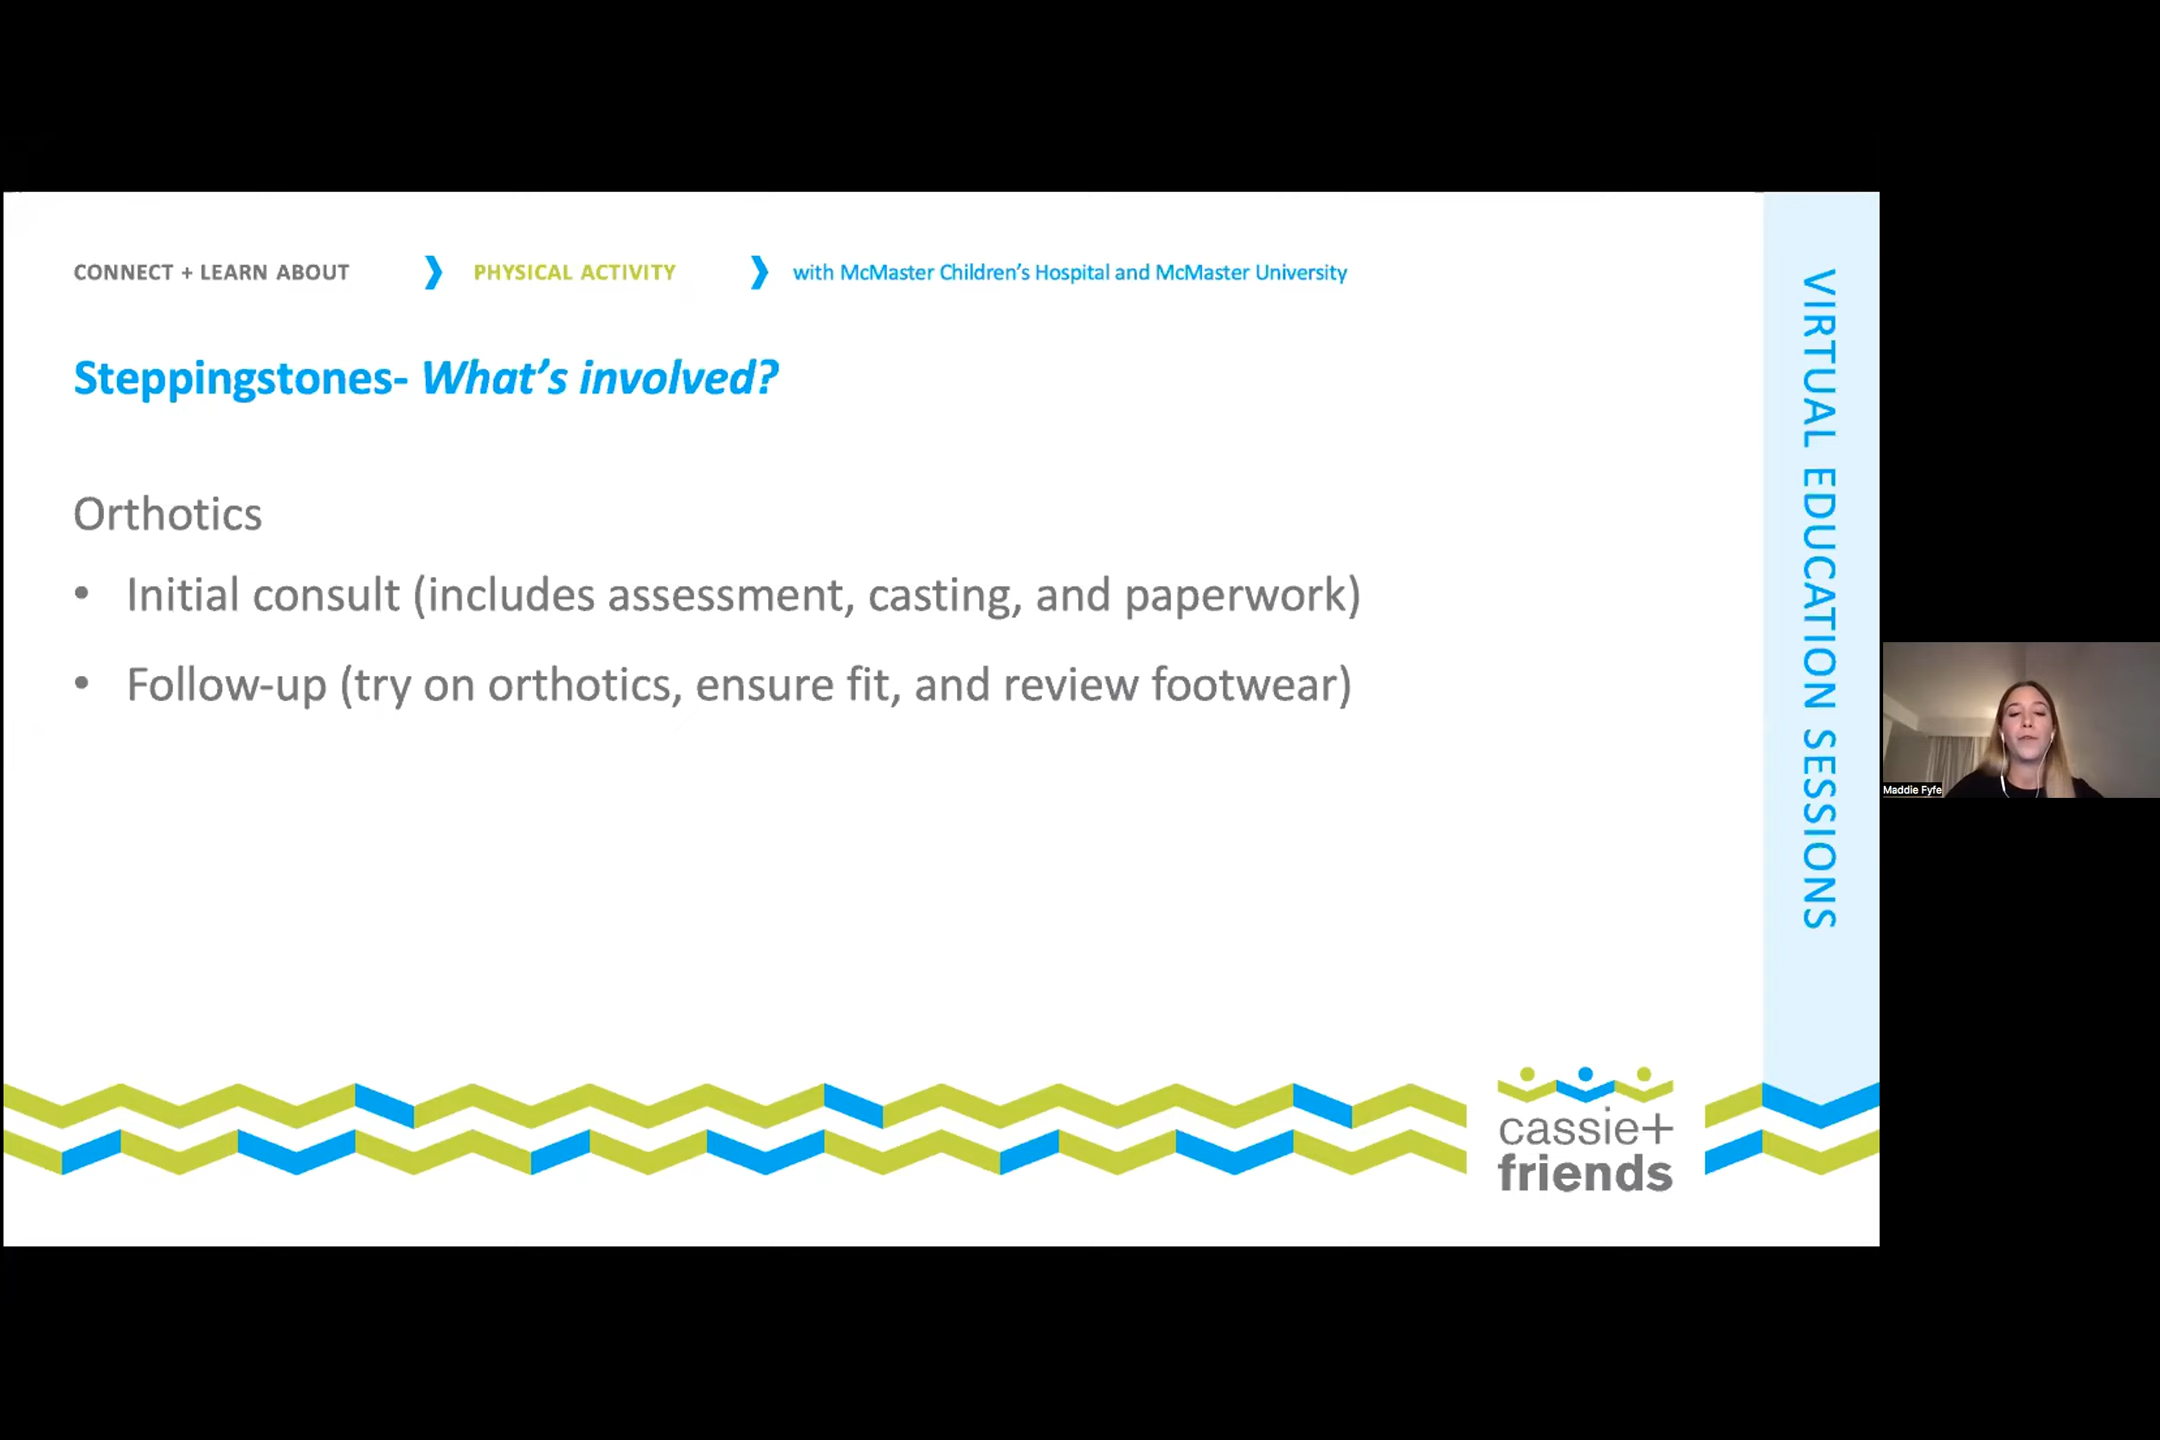 CONNECT + LEARN ABOUT ❯ PHYSICAL ACTIVITY ❯ with McMaster Children’s Hospital and McMaster University
Steppingstones- What’s involved?
Orthotics
• Initial consult (includes assessment, casting, and paperwork)
• Follow-up (try on orthotics, ensure fit, and review footwear)
VIRTUAL EDUCATION SESSIONS
Maddie Fyfe
cassie+
friends